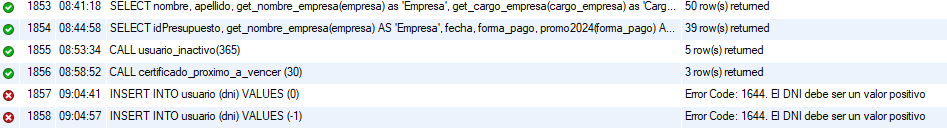 1853 08:41:18 SELECT nombre, apellido, get_nombre_empresa(empresa) as 'Empresa', get_cargo_empresa(cargo_empresa) as 'Carg... 50 row(s) returned
1854 08:44:58 SELECT idPresupuesto, get_nombre_empresa(empresa) AS 'Empresa', fecha, forma_pago, promo2024(forma_pago) A... 39 row(s) returned
1855 08:53:34 CALL usuario_inactivo(365) 5 row(s) returned
1856 08:58:52 CALL certificado_proximo_a_vencer (30) 3 row(s) returned
1857 09:04:41 INSERT INTO usuario (dni) VALUES (0) Error Code: 1644. El DNI debe ser un valor positivo
1858 09:04:57 INSERT INTO usuario (dni) VALUES (-1) Error Code: 1644. El DNI debe ser un valor positivo